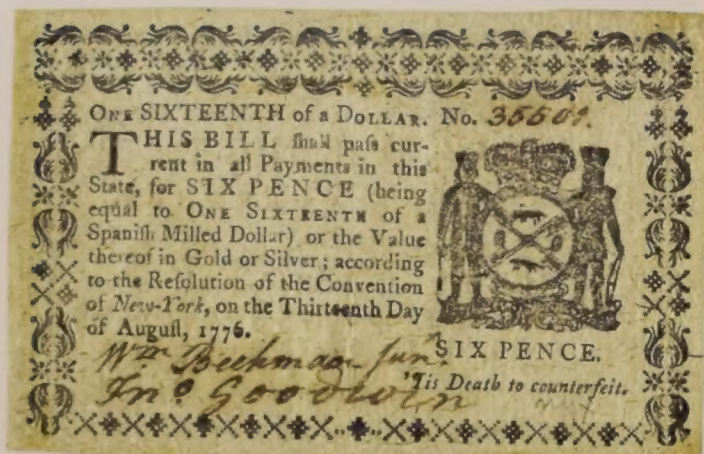 ONE SIXTEENTH of a DOLLAR. No. 35501.
THIS BILL ſhall paſs cur-
rent in all Payments in this
State, for SIX PENCE (being
equal to ONE SIXTEENTH of a
Spaniſh Milled Dollar) or the Value
thereof in Gold or Silver; according
to the Reſolution of the Convention
of New-York, on the Thirteenth Day
of Auguſt, 1776.
SIX PENCE.
'Tis Death to counterfeit.
Wm Beekman Junr
Jno Goodwin